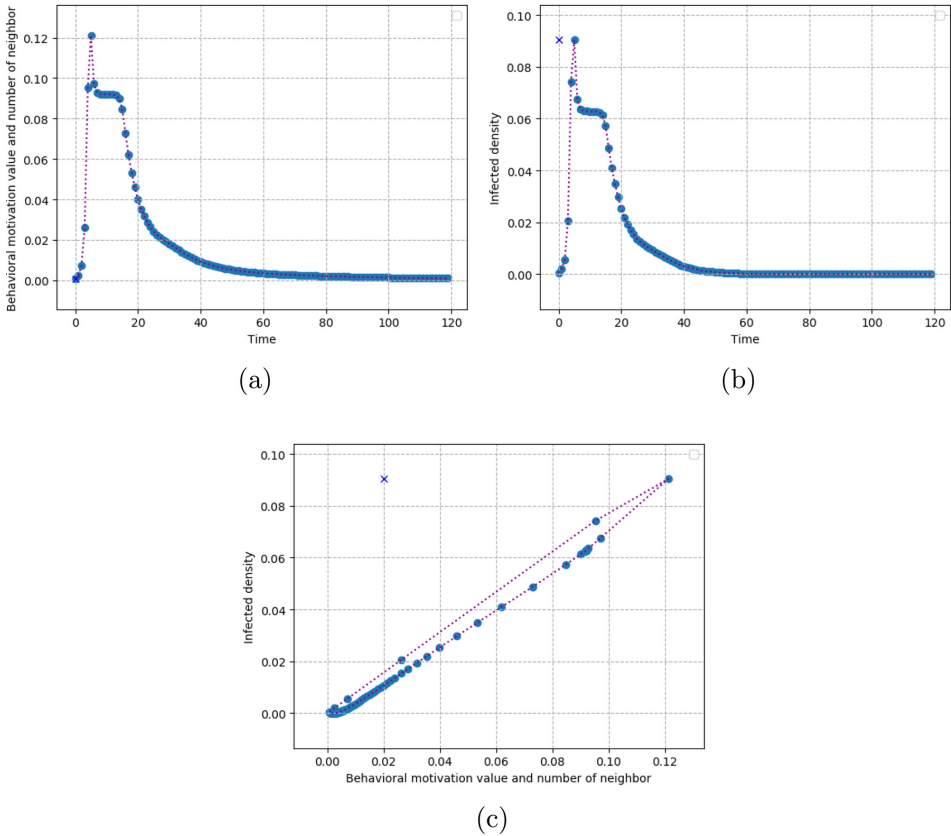 Behavioral motivation value and number of neighbor
0.12
0.10
0.08
0.06
0.04
0.02
0.00
0 20 40 60 80 100 120
Time
(a)
Infected density
0.10
0.08
0.06
0.04
0.02
0.00
0 20 40 60 80 100 120
Time
(b)
Infected density
0.10
0.08
0.06
0.04
0.02
0.00
0.00 0.02 0.04 0.06 0.08 0.10 0.12
Behavioral motivation value and number of neighbor
(c)